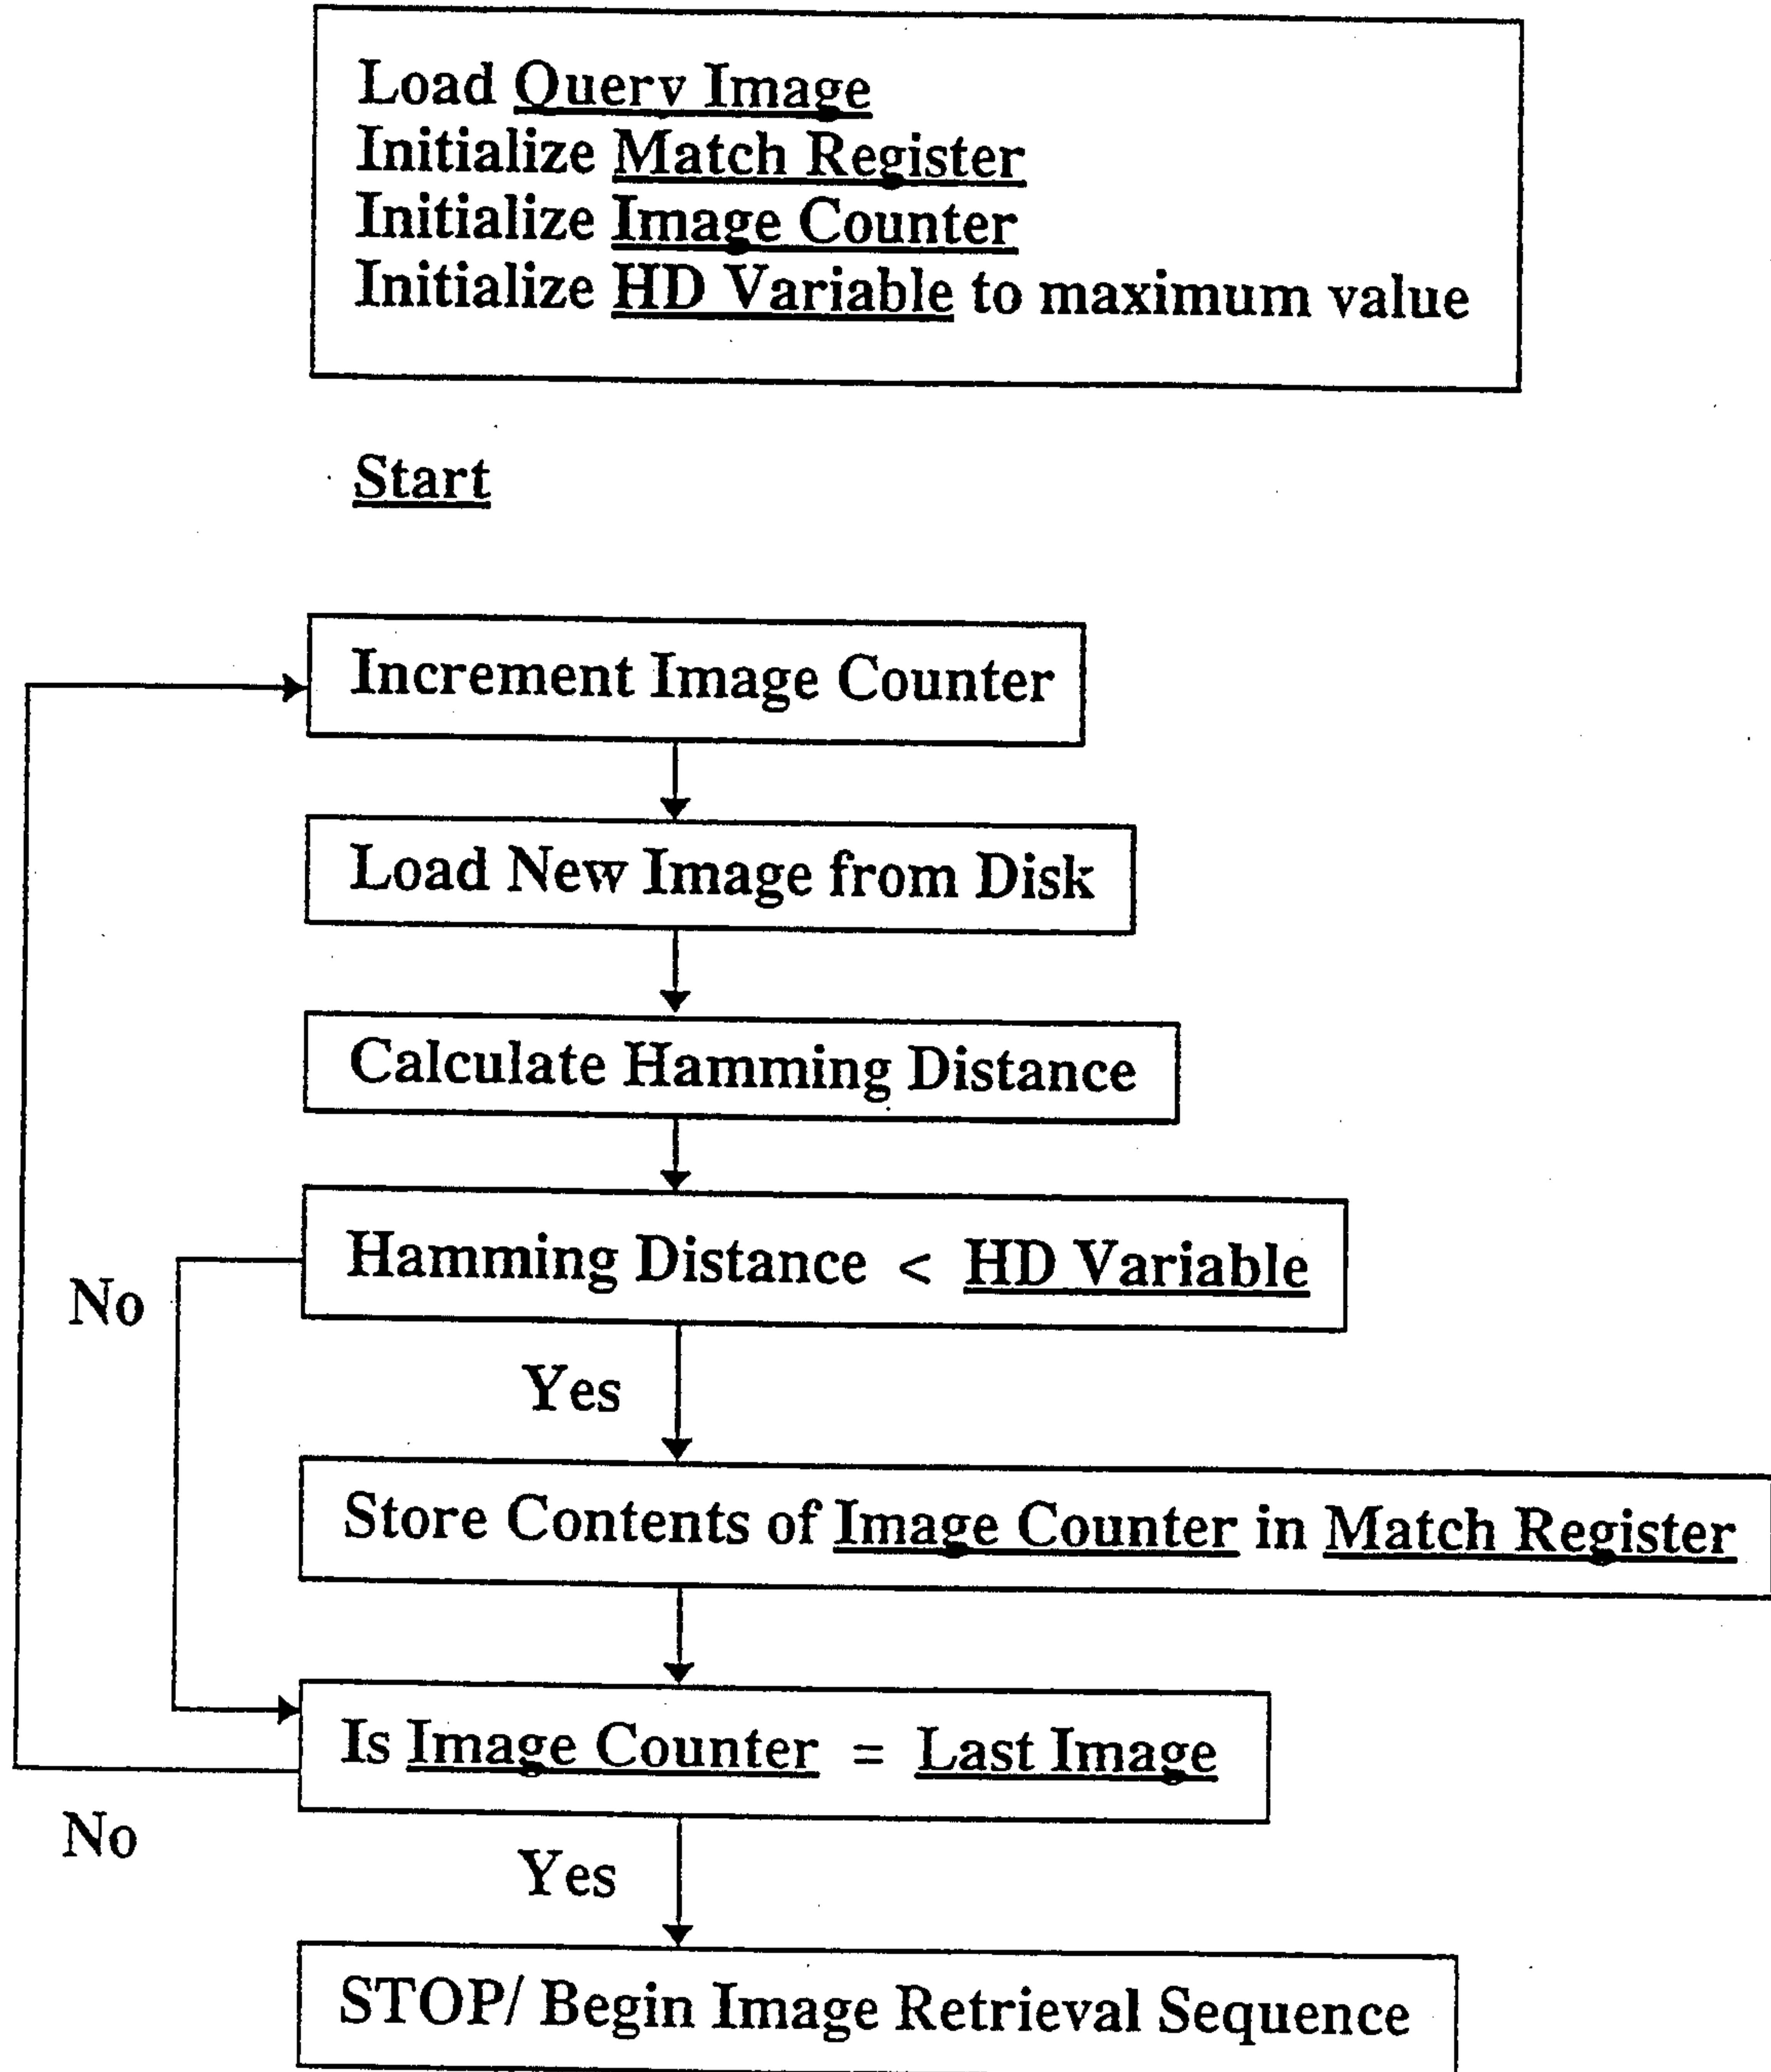 Load Query Image
Initialize Match Register
Initialize Image Counter
Initialize HD Variable to maximum value
Start
Increment Image Counter
Load New Image from Disk
Calculate Hamming Distance
Hamming Distance < HD Variable
No
Yes
Store Contents of Image Counter in Match Register
Is Image Counter = Last Image
No
Yes
STOP/ Begin Image Retrieval Sequence